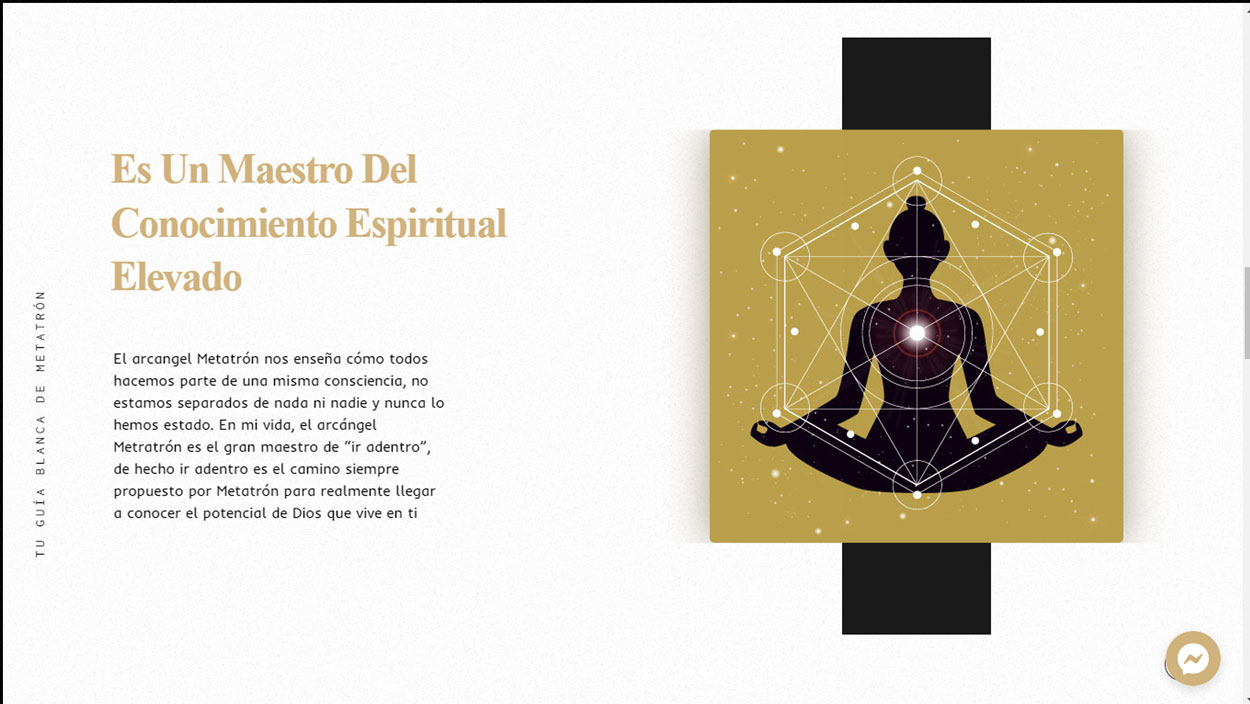 Es Un Maestro Del
Conocimiento Espiritual
Elevado
El arcangel Metatrón nos enseña cómo todos
hacemos parte de una misma consciencia, no
estamos separados de nada ni nadie y nunca lo
hemos estado. En mi vida, el arcángel
Metratrón es el gran maestro de “ir adentro”,
de hecho ir adentro es el camino siempre
propuesto por Metatrón para realmente llegar
a conocer el potencial de Dios que vive en ti
TU GUÍA BLANCA DE METATRÓN